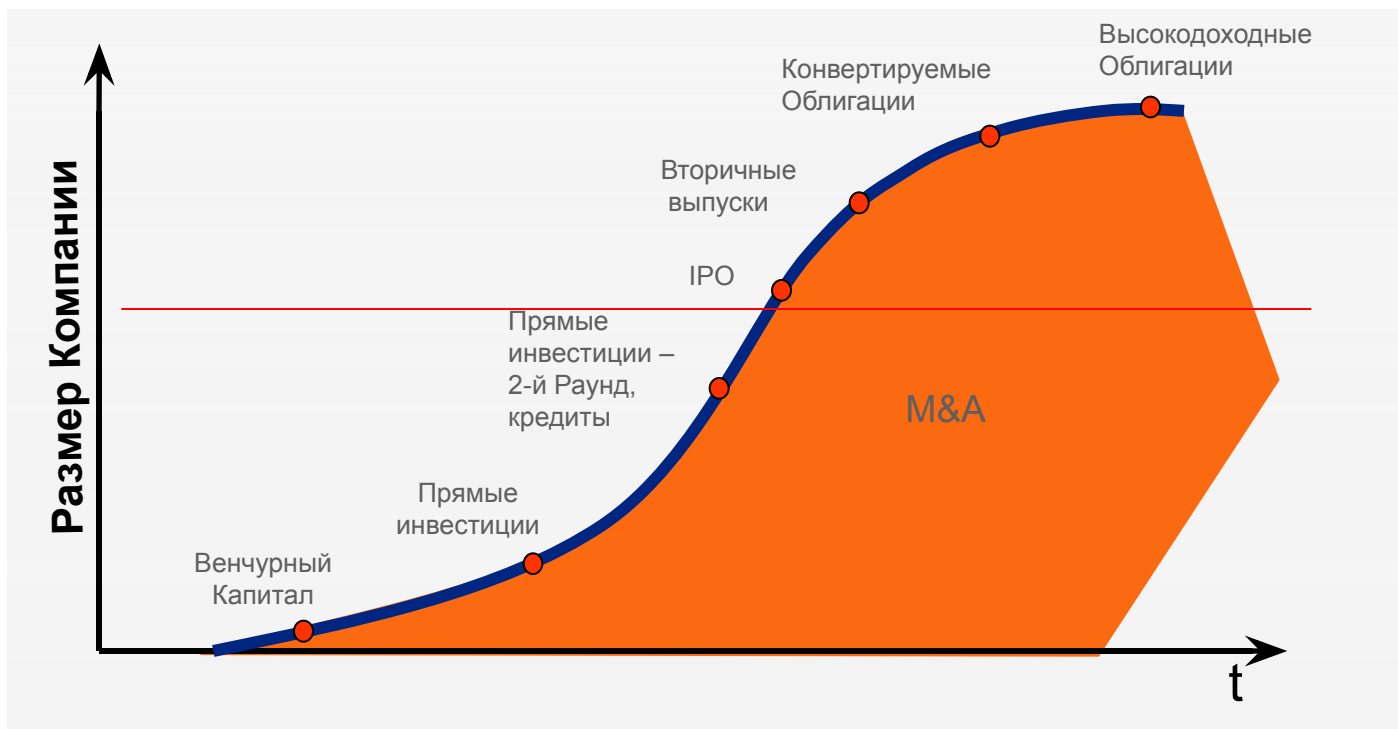 Высокодоходные
Облигации
Конвертируемые
Облигации
Вторичные
выпуски
IPO
Прямые
инвестиции –
2-й Раунд,
кредиты
M&A
Прямые
инвестиции
Венчурный
Капитал
Размер Компании
t